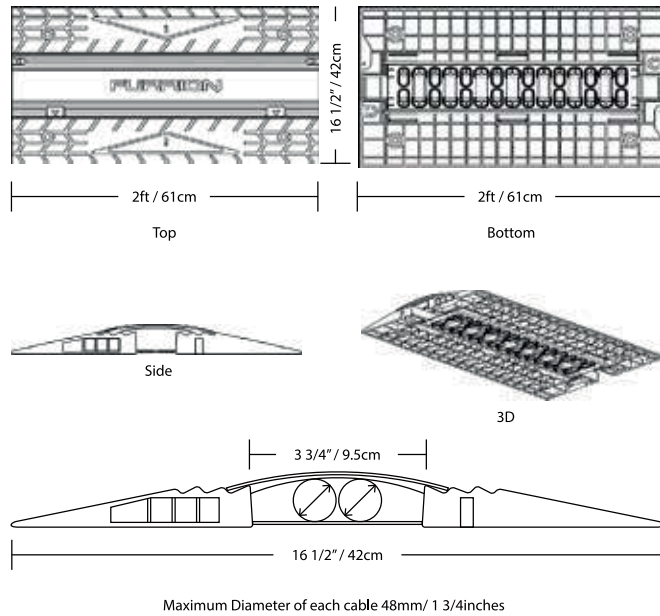 FURRION
16 1/2” / 42cm
2ft / 61cm
2ft / 61cm
Top
Bottom
Side
3D
3 3/4” / 9.5cm
16 1/2” / 42cm
Maximum Diameter of each cable 48mm/ 1 3/4inches